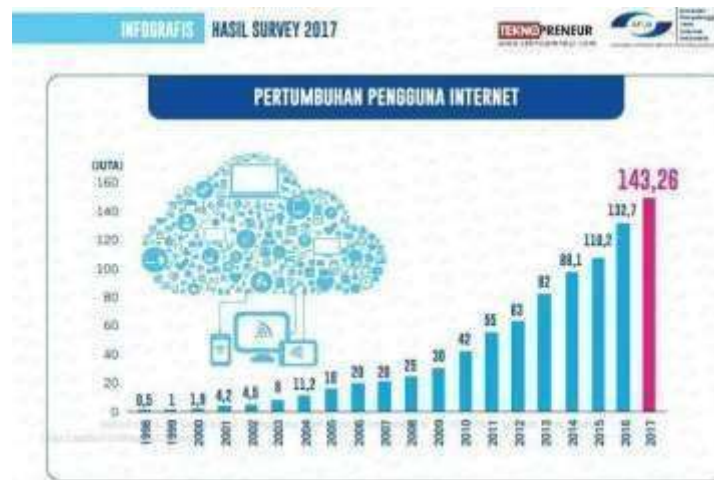 INFOGRAFIS HASIL SURVEY 2017
TEKNOPRENEUR
PERTUMBUHAN PENGGUNA INTERNET
(JUTA)
160
140
120
100
80
60
40
20
0
0,5 1 1,9 4,2 4,5 8 11,2 16 20 20 25 30 42 55 63 82 88,1 110,2 132,7 143,26
1998 1999 2000 2001 2002 2003 2004 2005 2006 2007 2008 2009 2010 2011 2012 2013 2014 2015 2016 2017